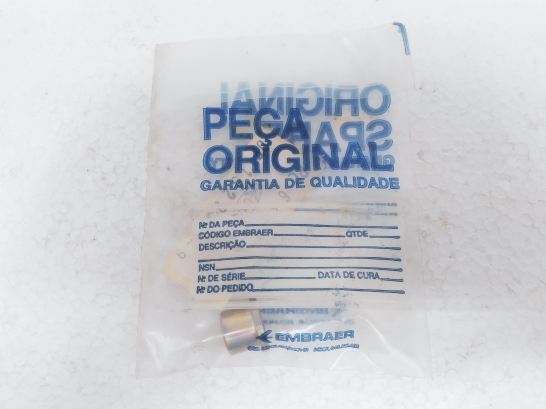 PEÇA
ORIGINAL
GARANTIA DE QUALIDADE
Nº DA PEÇA
CÓDIGO EMBRAER QTDE
DESCRIÇÃO
NSN
Nº DE SÉRIE DATA DE CURA
Nº DO PEDIDO
EMBRAER